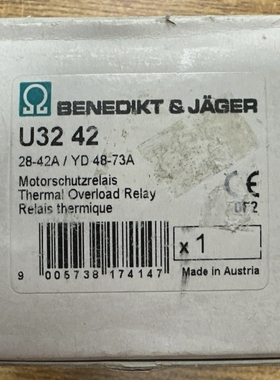 BENEDIKT & JÄGER
U32 42
28-42A / YD 48-73A
Motorschutzrelais
Thermal Overload Relay
Relais thermique
CE
0F2
9 005738 174147
x 1
Made in Austria